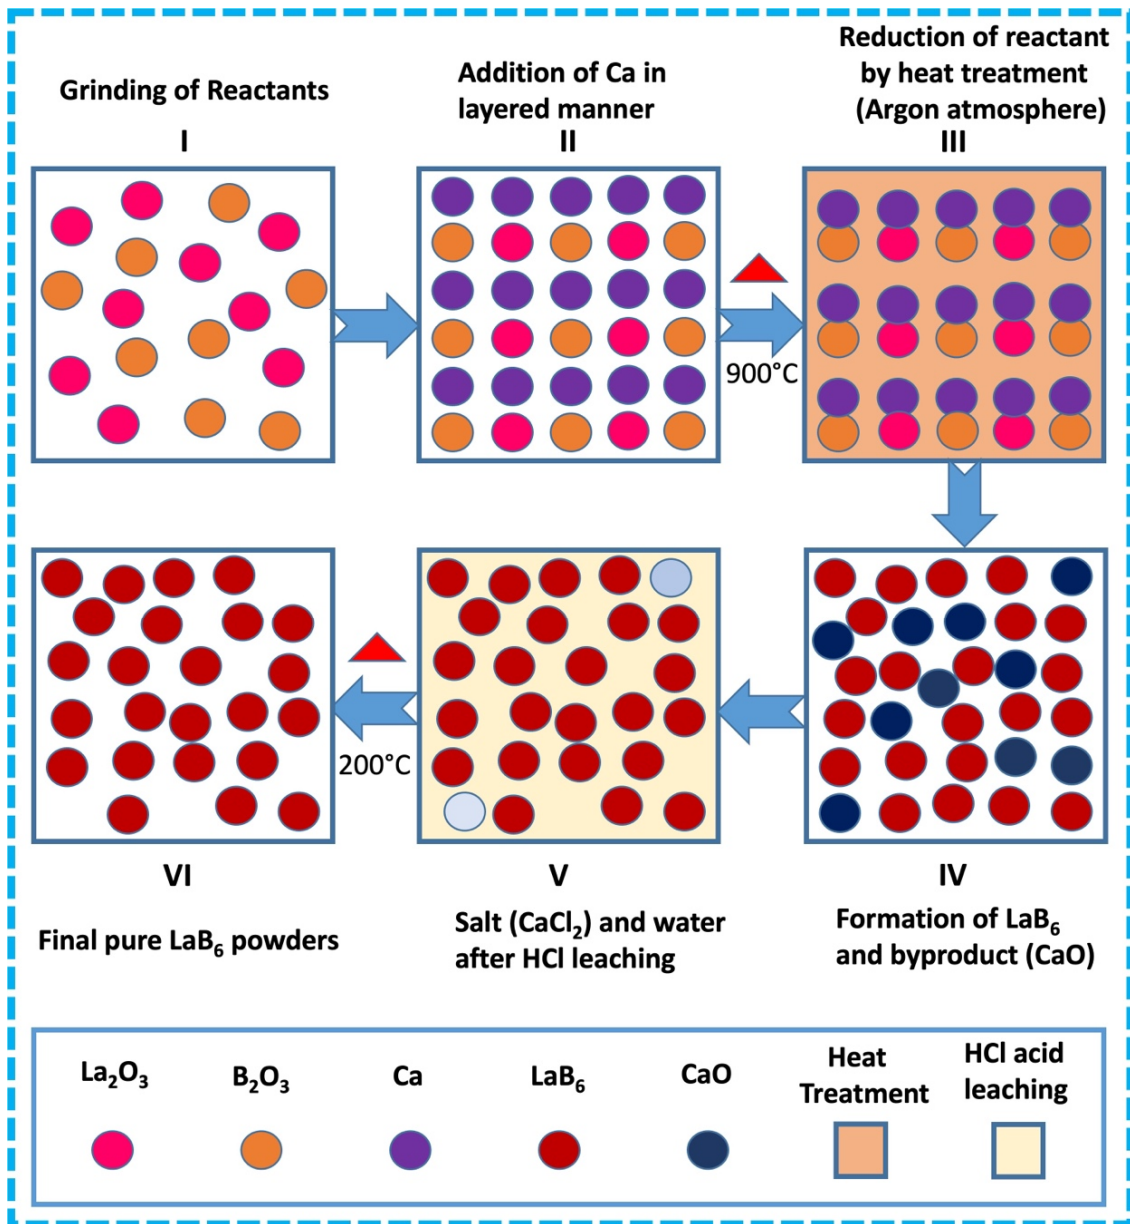 Grinding of Reactants
I
Addition of Ca in
layered manner
II
Reduction of reactant
by heat treatment
(Argon atmosphere)
III
900°C
200°C
VI
Final pure LaB₆ powders
V
Salt (CaCl₂) and water
after HCl leaching
IV
Formation of LaB₆
and byproduct (CaO)
La₂O₃
B₂O₃
Ca
LaB₆
CaO
Heat
Treatment
HCl acid
leaching